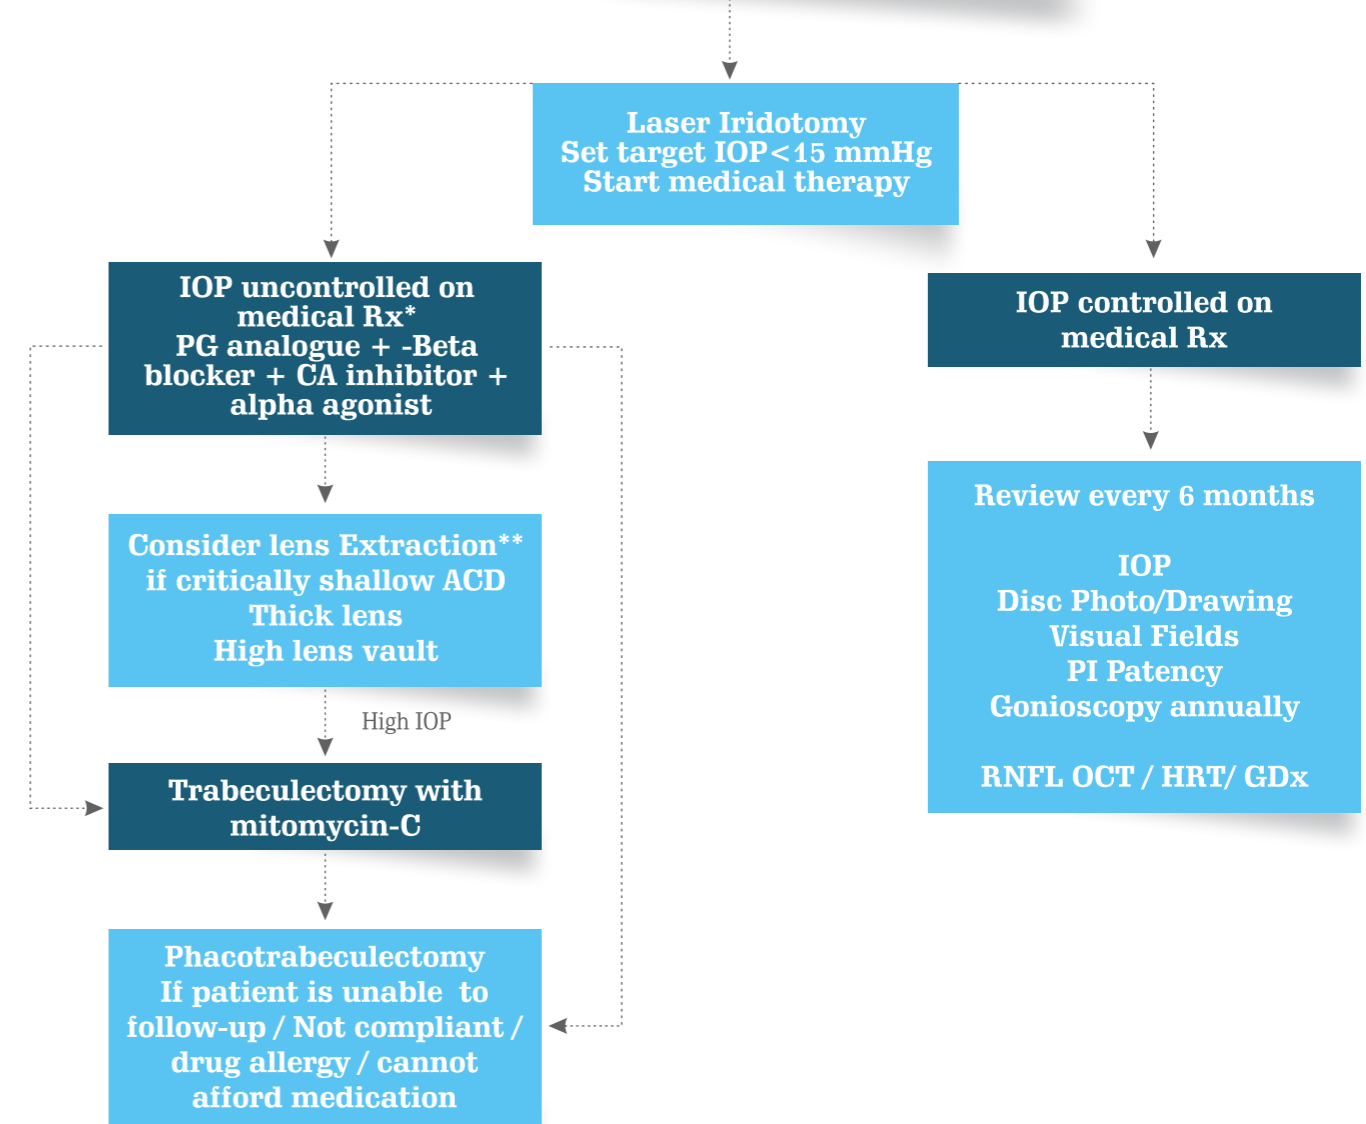 Laser Iridotomy
Set target IOP<15 mmHg
Start medical therapy
IOP uncontrolled on
medical Rx*
PG analogue + -Beta
blocker + CA inhibitor +
alpha agonist
IOP controlled on
medical Rx
Consider lens Extraction**
if critically shallow ACD
Thick lens
High lens vault
High IOP
Trabeculectomy with
mitomycin-C
Phacotrabeculectomy
If patient is unable to
follow-up / Not compliant /
drug allergy / cannot
afford medication
Review every 6 months
IOP
Disc Photo/Drawing
Visual Fields
PI Patency
Gonioscopy annually
RNFL OCT / HRT/ GDx